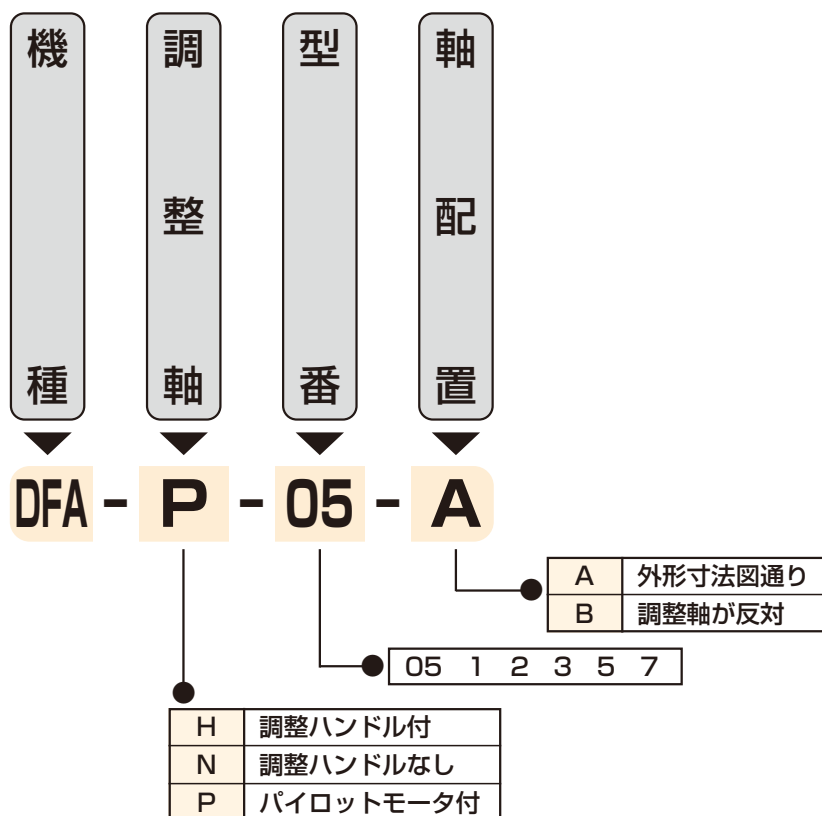 機種
調整軸
型番
軸配置
DFA - P - 05 - A
A 外形寸法図通り
B 調整軸が反対
05 1 2 3 5 7
H 調整ハンドル付
N 調整ハンドルなし
P パイロットモータ付